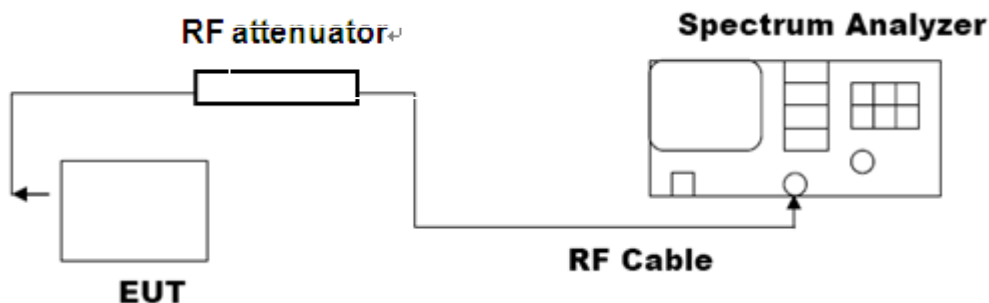 RF attenuator↵
Spectrum Analyzer
RF Cable
EUT